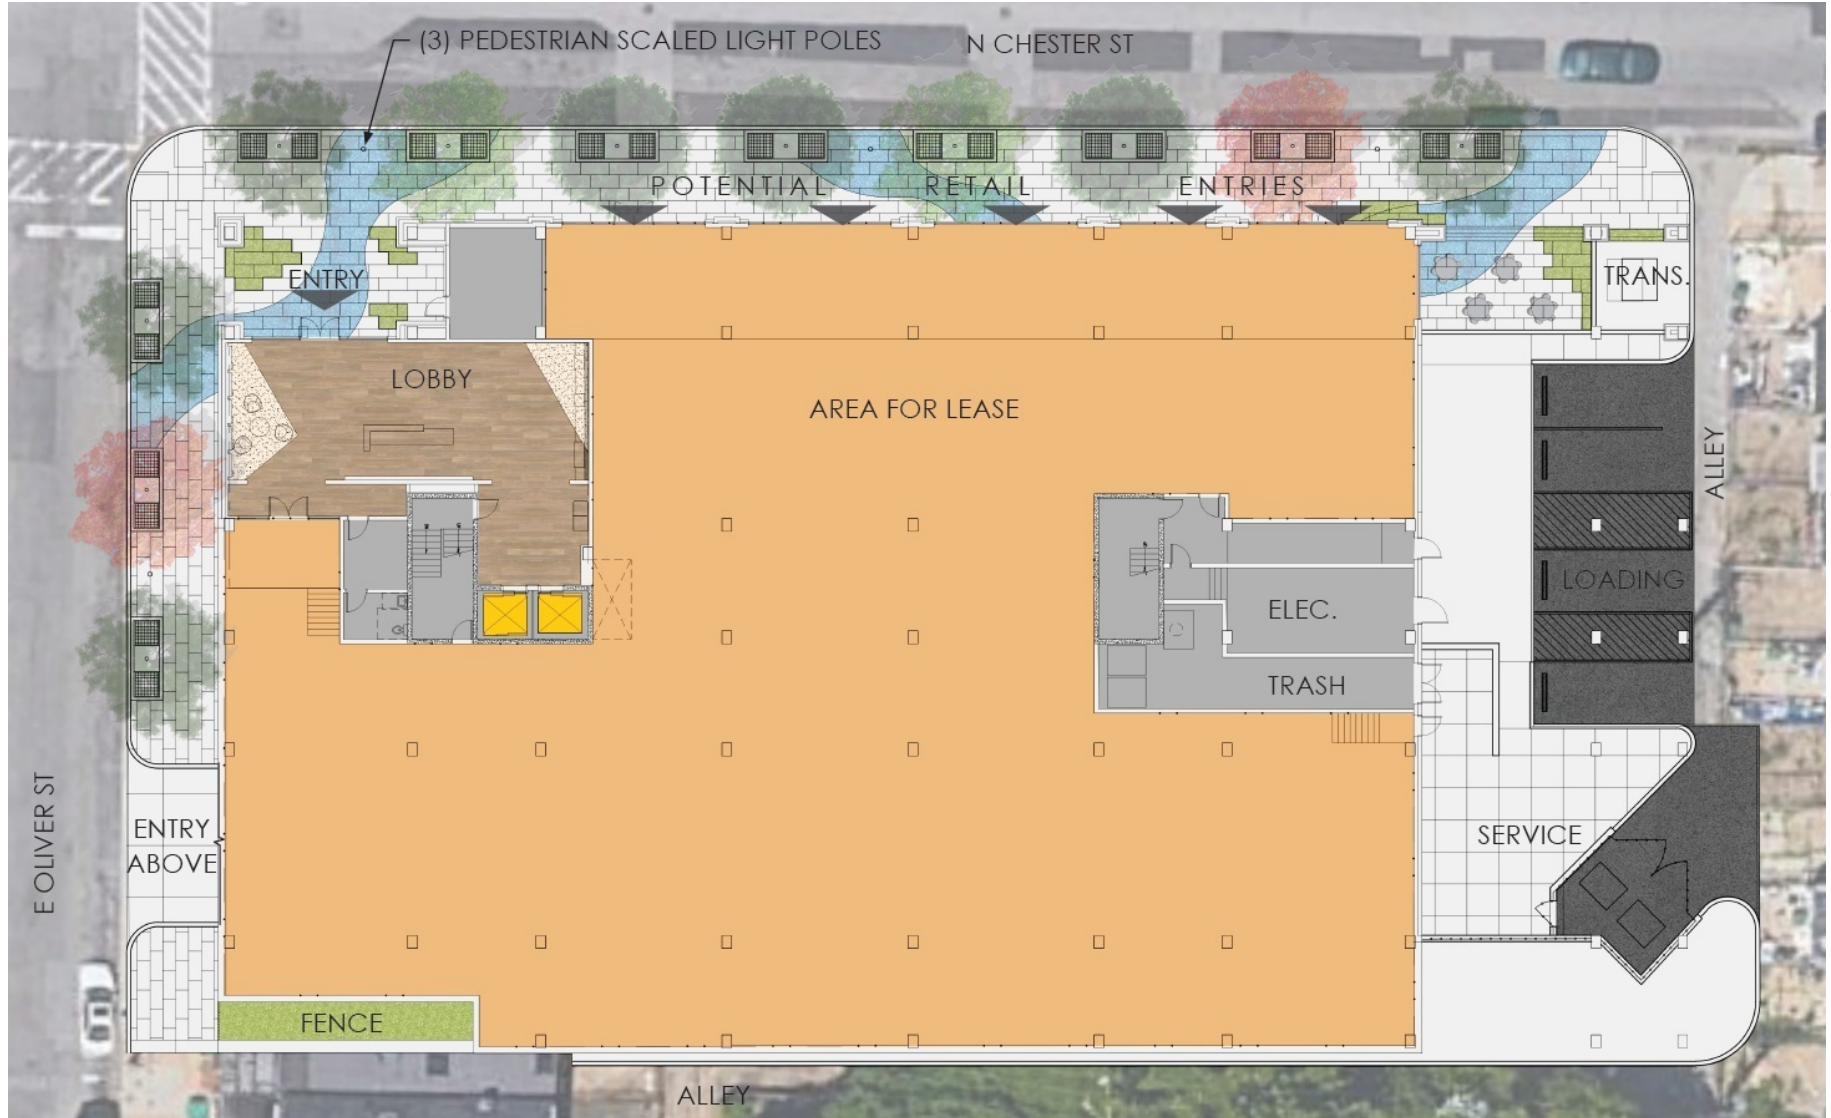 (3) PEDESTRIAN SCALED LIGHT POLES
N CHESTER ST
POTENTIAL RETAIL ENTRIES
ENTRY
TRANS.
LOBBY
AREA FOR LEASE
ALLEY
LOADING
ELEC.
TRASH
E OLIVER ST
ENTRY
ABOVE
SERVICE
FENCE
ALLEY